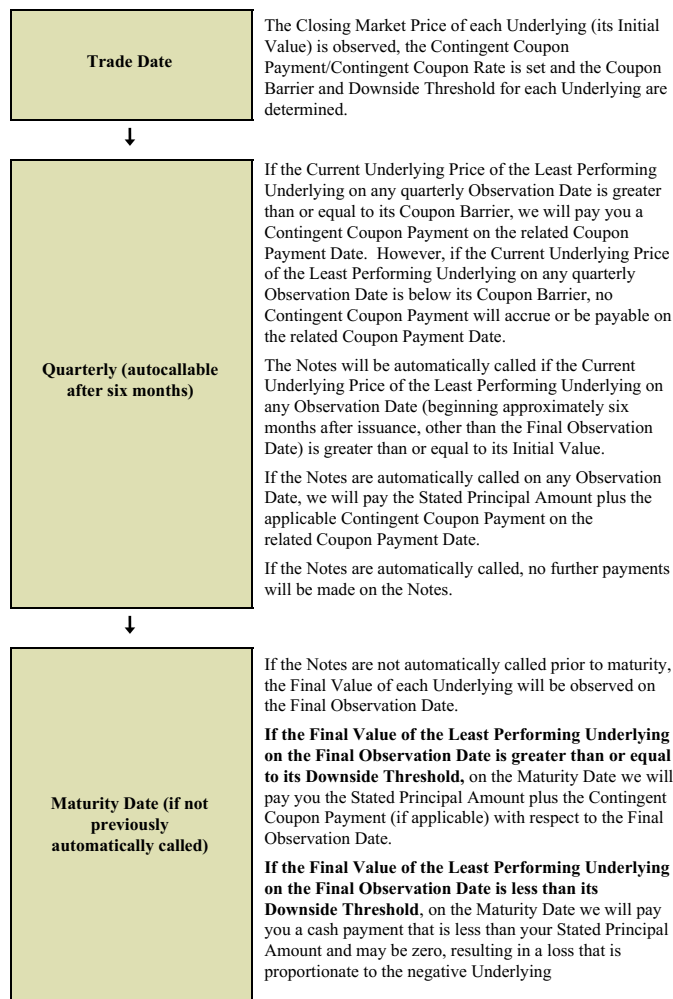 Trade Date
The Closing Market Price of each Underlying (its Initial
Value) is observed, the Contingent Coupon
Payment/Contingent Coupon Rate is set and the Coupon
Barrier and Downside Threshold for each Underlying are
determined.
Quarterly (autocallable
after six months)
If the Current Underlying Price of the Least Performing
Underlying on any quarterly Observation Date is greater
than or equal to its Coupon Barrier, we will pay you a
Contingent Coupon Payment on the related Coupon
Payment Date. However, if the Current Underlying Price
of the Least Performing Underlying on any quarterly
Observation Date is below its Coupon Barrier, no
Contingent Coupon Payment will accrue or be payable on
the related Coupon Payment Date.
The Notes will be automatically called if the Current
Underlying Price of the Least Performing Underlying on
any Observation Date (beginning approximately six
months after issuance, other than the Final Observation
Date) is greater than or equal to its Initial Value.
If the Notes are automatically called on any Observation
Date, we will pay the Stated Principal Amount plus the
applicable Contingent Coupon Payment on the
related Coupon Payment Date.
If the Notes are automatically called, no further payments
will be made on the Notes.
Maturity Date (if not
previously
automatically called)
If the Notes are not automatically called prior to maturity,
the Final Value of each Underlying will be observed on
the Final Observation Date.
If the Final Value of the Least Performing Underlying
on the Final Observation Date is greater than or equal
to its Downside Threshold, on the Maturity Date we will
pay you the Stated Principal Amount plus the Contingent
Coupon Payment (if applicable) with respect to the Final
Observation Date.
If the Final Value of the Least Performing Underlying
on the Final Observation Date is less than its
Downside Threshold, on the Maturity Date we will pay
you a cash payment that is less than your Stated Principal
Amount and may be zero, resulting in a loss that is
proportionate to the negative Underlying